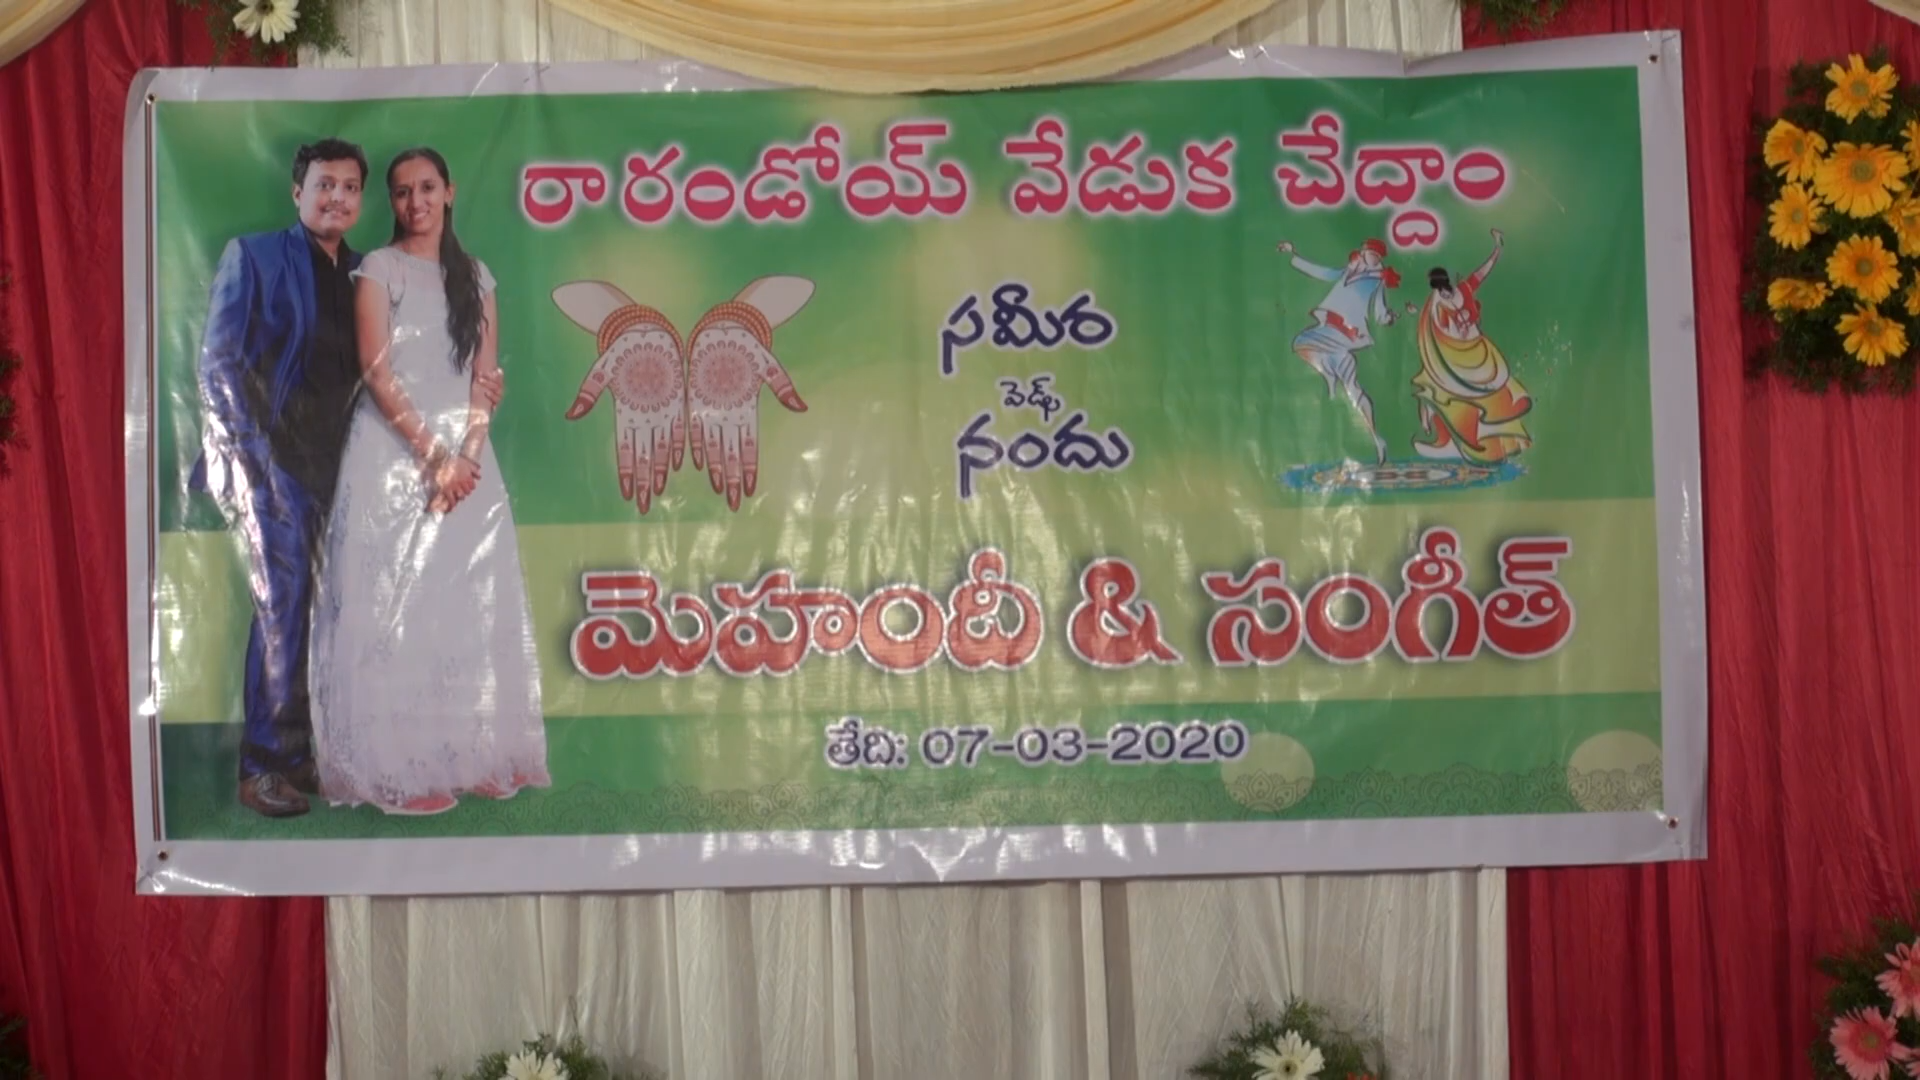 రారండోయ్ వేడుక చేద్దాం
సమీర
వెడ్స్
నందు
మెహందీ & సంగీత్
తేది: 07-03-2020